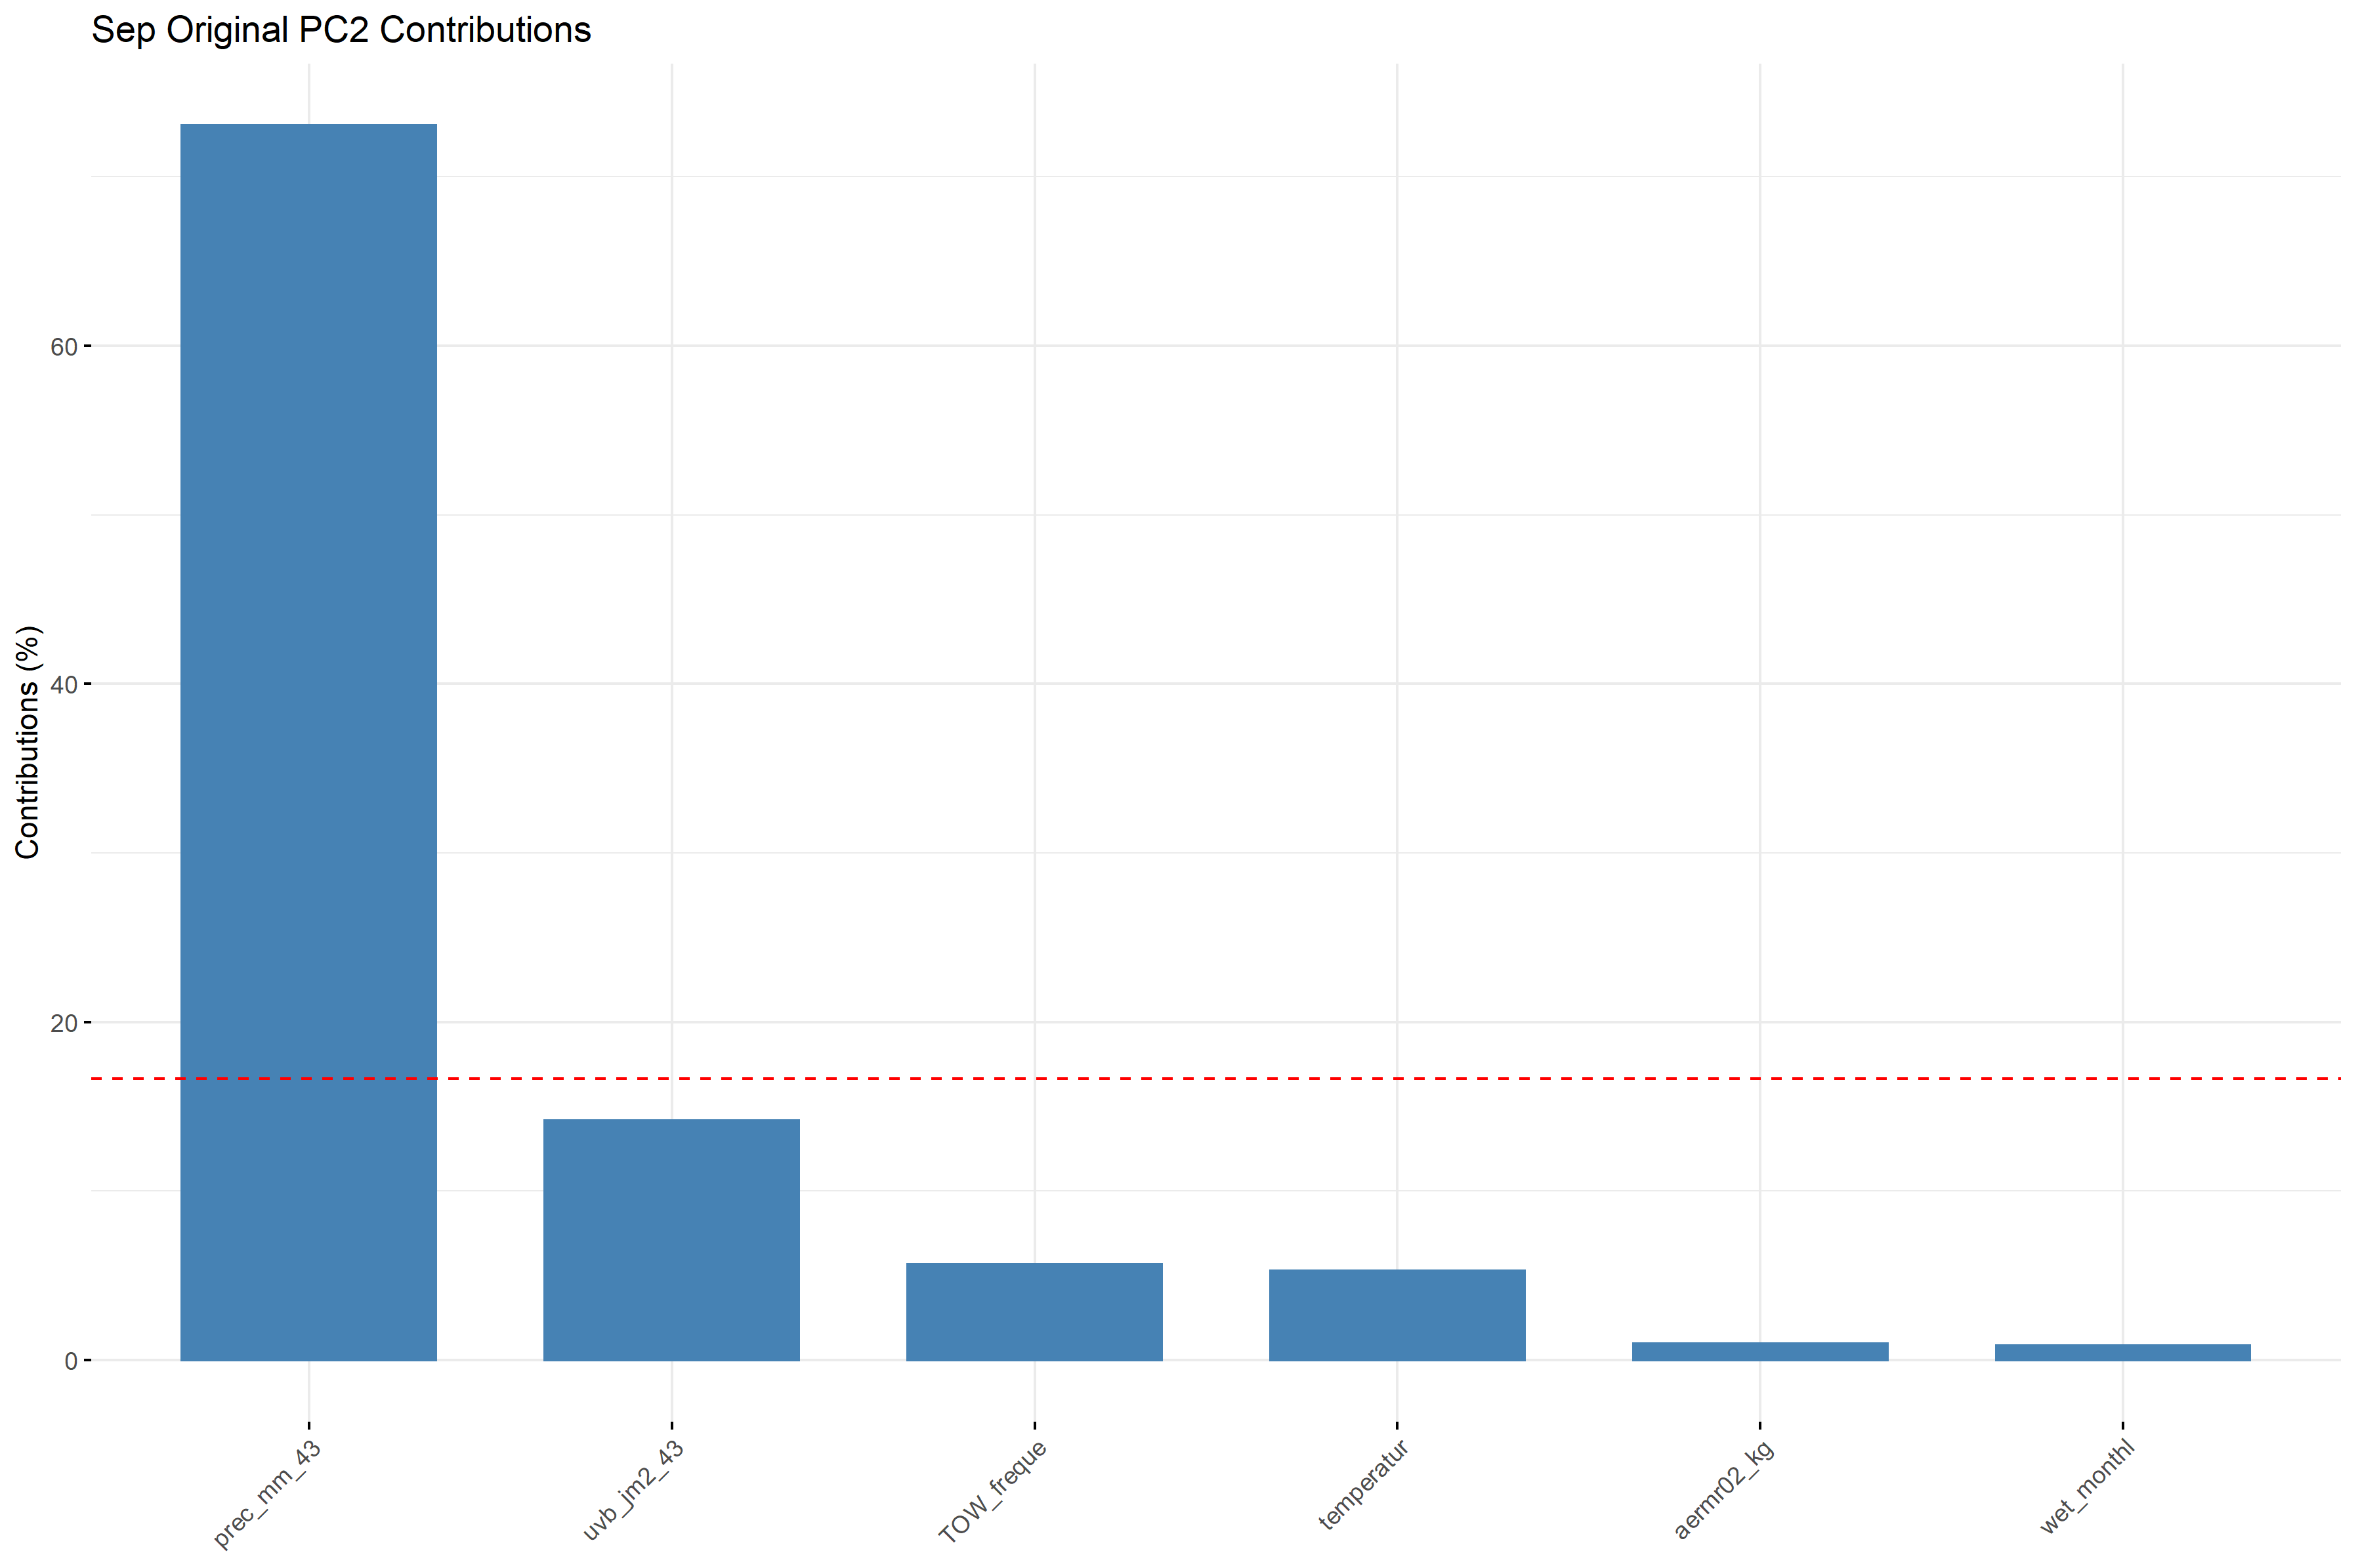 Sep Original PC2 Contributions
Contributions (%)
60
40
20
0
prec_mm_43
uvb_jm2_43
TOW_freque
temperatur
aermr02_kg
wet_monthl